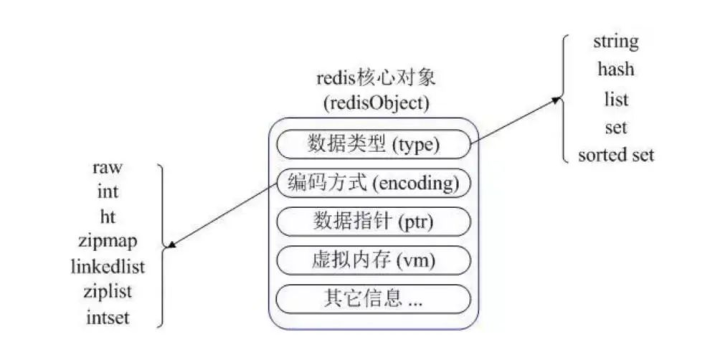 redis核心对象
(redisObject)
数据类型 (type)
编码方式 (encoding)
数据指针 (ptr)
虚拟内存 (vm)
其它信息 ...
string
hash
list
set
sorted set
raw
int
ht
zipmap
linkedlist
ziplist
intset